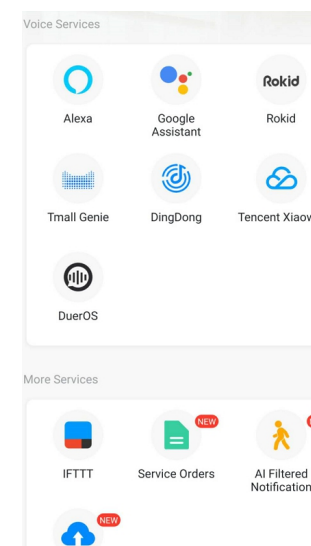 Voice Services
Rokid
Alexa
Google
Assistant
Rokid
Tmall Genie
DingDong
Tencent
DuerOS
More Services
NEW
IFTTT
Service Orders
AI Filtered
Notification
NEW